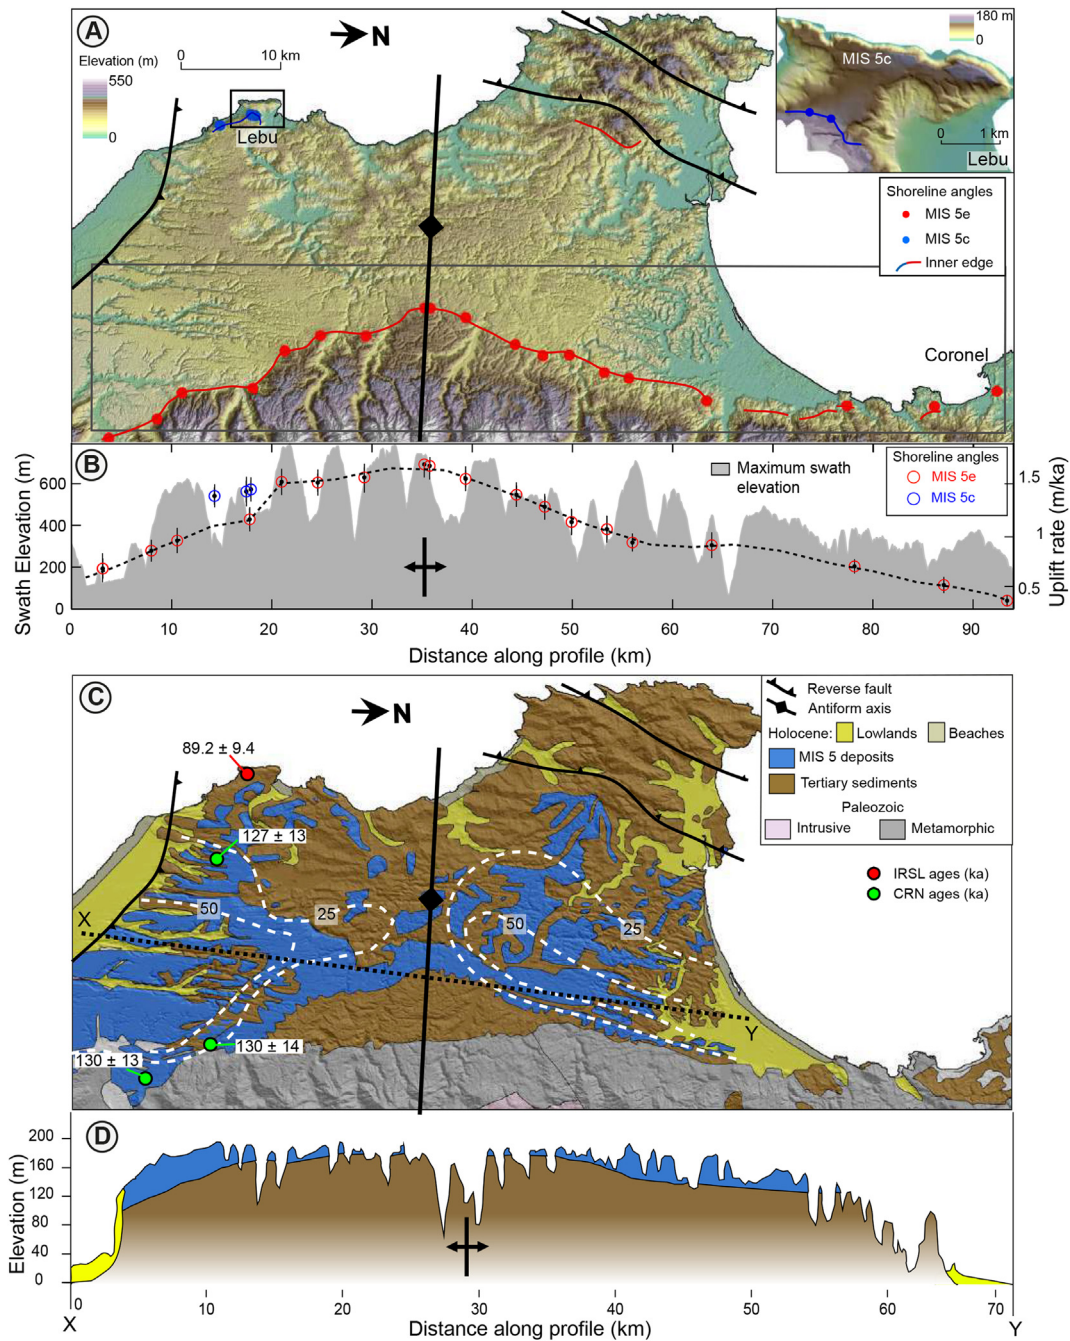 A
N
Elevation (m)
550
0
0
10 km
Lebu
180 m
0
MIS 5c
0
1 km
Lebu
Shoreline angles
MIS 5e
MIS 5c
Inner edge
Coronel
B
Maximum swath
elevation
Shoreline angles
MIS 5e
MIS 5c
Swath Elevation (m)
600
400
200
0
Uplift rate (m/ka)
1.5
1
0.5
0
10
20
30
40
50
60
70
80
90
Distance along profile (km)
C
N
89.2 ± 9.4
127 ± 13
50
25
50
25
X
Y
130 ± 14
130 ± 13
Reverse fault
Antiform axis
Holocene:
Lowlands
Beaches
MIS 5 deposits
Tertiary sediments
Paleozoic
Intrusive
Metamorphic
IRSL ages (ka)
CRN ages (ka)
D
Elevation (m)
200
160
120
80
40
0
0
10
20
30
40
50
60
70
X
Distance along profile (km)
Y